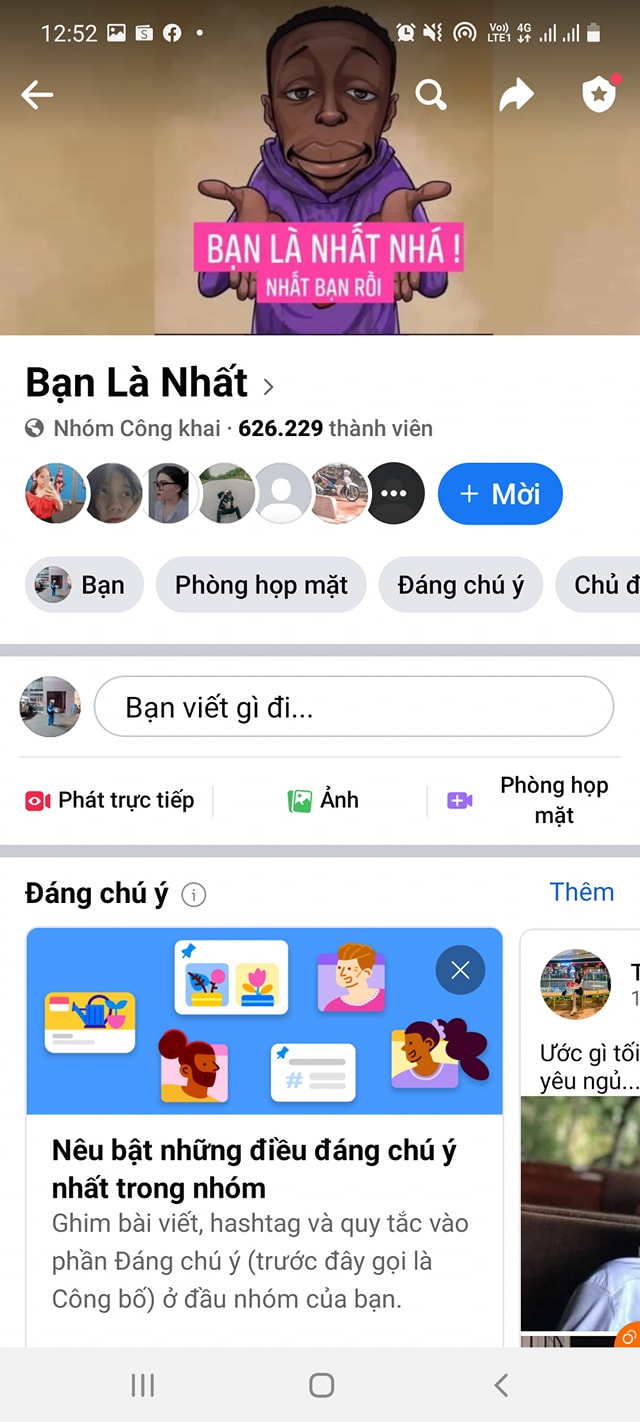 12:52
Vo))
LTE1
4G
BẠN LÀ NHẤT NHÁ !
NHẤT BẠN RỒI
Bạn Là Nhất
Nhóm Công khai · 626.229 thành viên
+ Mời
Bạn
Phòng họp mặt
Đáng chú ý
Chủ đ
Bạn viết gì đi...
Phát trực tiếp
Ảnh
Phòng họp
mặt
Đáng chú ý
Thêm
Nêu bật những điều đáng chú ý
nhất trong nhóm
Ghim bài viết, hashtag và quy tắc vào
phần Đáng chú ý (trước đây gọi là
Công bố) ở đầu nhóm của bạn.
T
1
Ước gì tối
yêu ngủ...